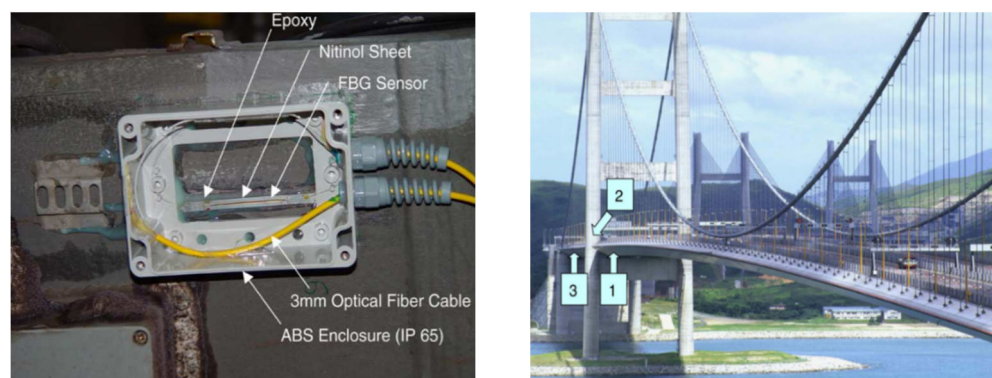 Epoxy
Nitinol Sheet
FBG Sensor
3mm Optical Fiber Cable
ABS Enclosure (IP 65)
2
3
1